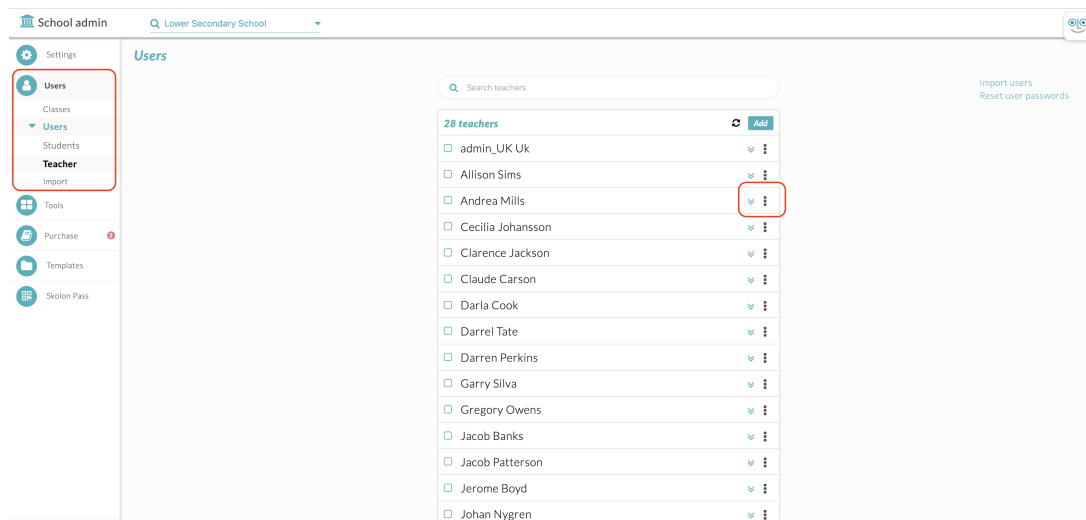 School admin
Lower Secondary School
Settings
Users
Classes
Users
Students
Teacher
Import
Tools
Purchase 2
Templates
Skolon Pass
Users
Search teachers
Import users
Reset user passwords
28 teachers Add
admin_UK Uk
Allison Sims
Andrea Mills
Cecilia Johansson
Clarence Jackson
Claude Carson
Darla Cook
Darrel Tate
Darren Perkins
Garry Silva
Gregory Owens
Jacob Banks
Jacob Patterson
Jerome Boyd
Johan Nygren